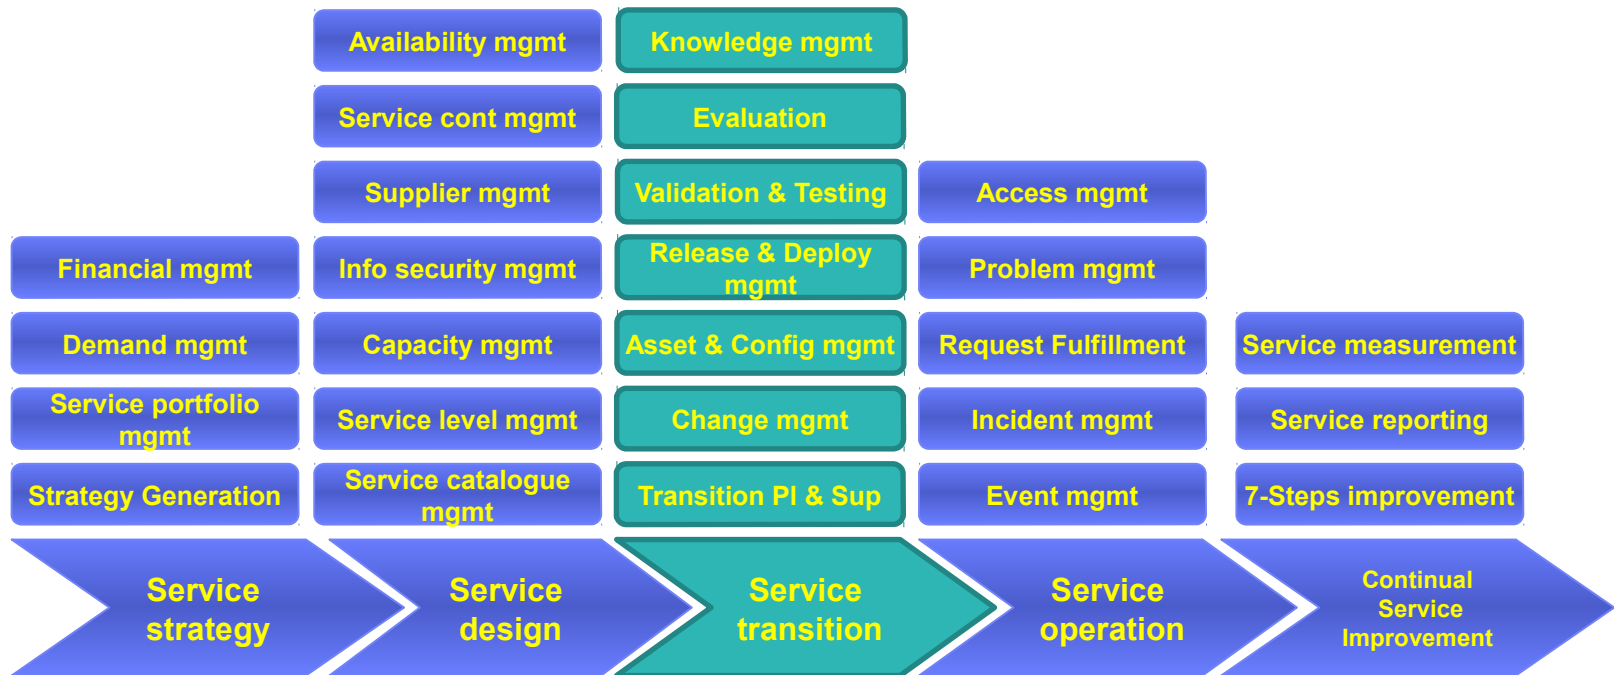 Availability mgmt
Knowledge mgmt
Service cont mgmt
Evaluation
Supplier mgmt
Validation & Testing
Access mgmt
Financial mgmt
Info security mgmt
Release & Deploy
mgmt
Problem mgmt
Demand mgmt
Capacity mgmt
Asset & Config mgmt
Request Fulfillment
Service measurement
Service portfolio
mgmt
Service level mgmt
Change mgmt
Incident mgmt
Service reporting
Strategy Generation
Service catalogue
mgmt
Transition Pl & Sup
Event mgmt
7-Steps improvement
Service
strategy
Service
design
Service
transition
Service
operation
Continual
Service
Improvement